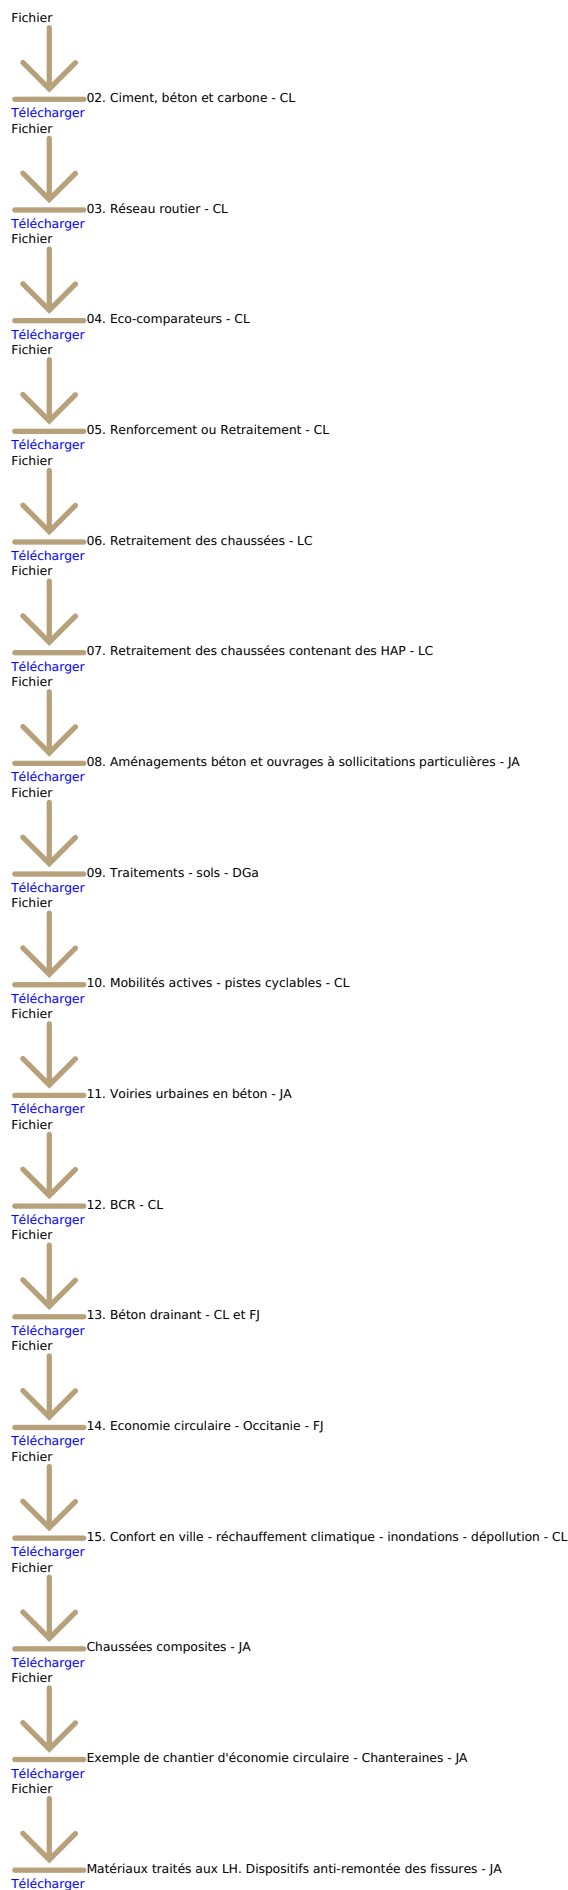 Fichier
02. Ciment, béton et carbone - CL
Télécharger
Fichier
03. Réseau routier - CL
Télécharger
Fichier
04. Eco-comparateurs - CL
Télécharger
Fichier
05. Renforcement ou Retraitement - CL
Télécharger
Fichier
06. Retraitement des chaussées - LC
Télécharger
Fichier
07. Retraitement des chaussées contenant des HAP - LC
Télécharger
Fichier
08. Aménagements béton et ouvrages à sollicitations particulières - JA
Télécharger
Fichier
09. Traitements - sols - DGa
Télécharger
Fichier
10. Mobilités actives - pistes cyclables - CL
Télécharger
Fichier
11. Voiries urbaines en béton - JA
Télécharger
Fichier
12. BCR - CL
Télécharger
Fichier
13. Béton drainant - CL et FJ
Télécharger
Fichier
14. Economie circulaire - Occitanie - FJ
Télécharger
Fichier
15. Confort en ville - réchauffement climatique - inondations - dépollution - CL
Télécharger
Fichier
Chaussées composites - JA
Télécharger
Fichier
Exemple de chantier d'économie circulaire - Chanteraines - JA
Télécharger
Fichier
Matériaux traités aux LH. Dispositifs anti-remontée des fissures - JA
Télécharger